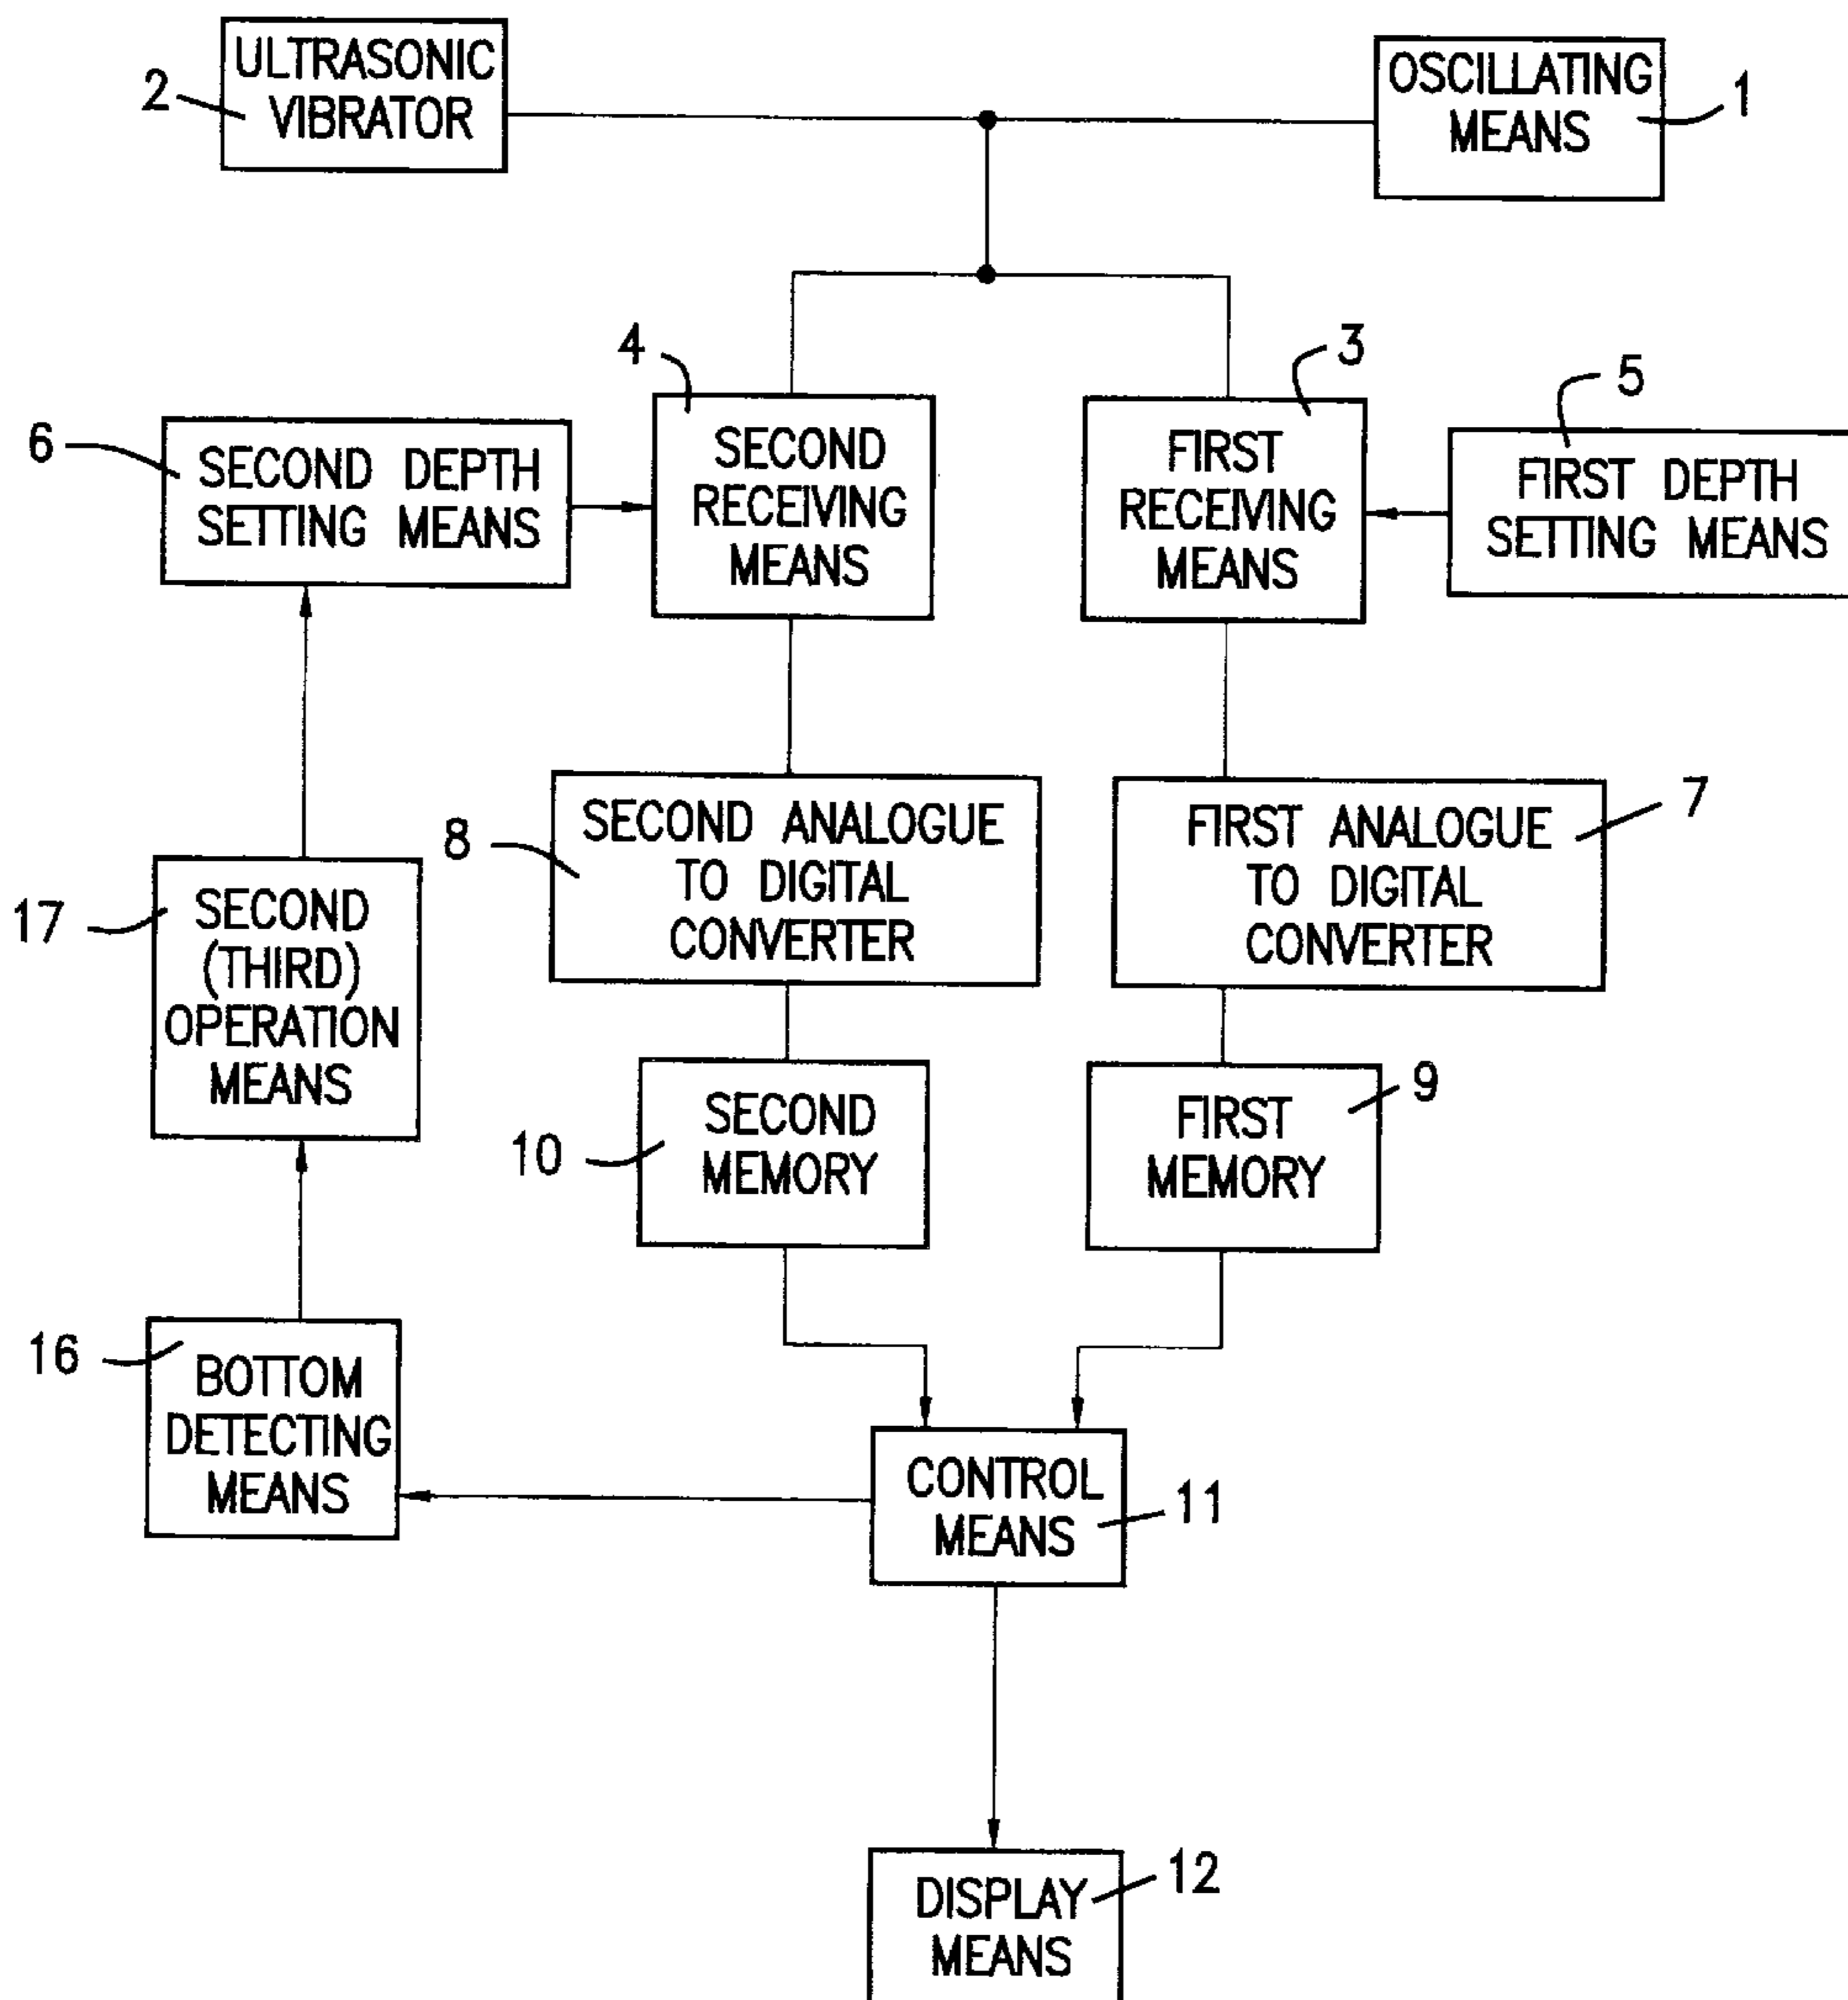 2
ULTRASONIC
VIBRATOR
OSCILLATING
MEANS
1
4
SECOND
RECEIVING
MEANS
3
FIRST
RECEIVING
MEANS
5
FIRST DEPTH
SETTING MEANS
6
SECOND DEPTH
SETTING MEANS
8
SECOND ANALOGUE
TO DIGITAL
CONVERTER
7
FIRST ANALOGUE
TO DIGITAL
CONVERTER
17
SECOND
(THIRD)
OPERATION
MEANS
10
SECOND
MEMORY
9
FIRST
MEMORY
16
BOTTOM
DETECTING
MEANS
CONTROL
MEANS
11
DISPLAY
MEANS
12